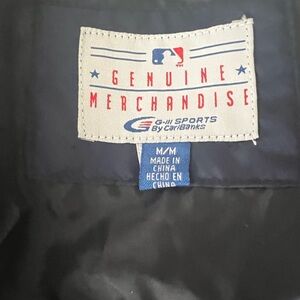 GENUINE
MERCHANDISE
G-III SPORTS
By Carl Banks
M/M
MADE IN
CHINA
HECHO EN
CHINA